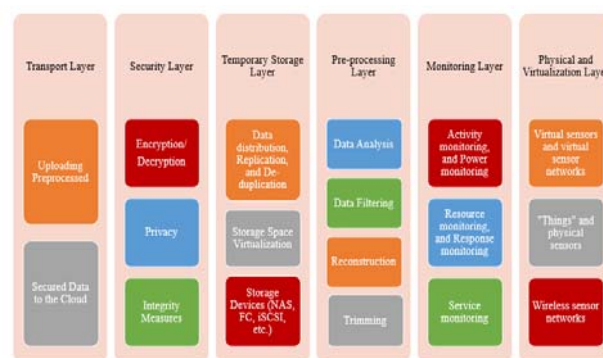 Transport Layer
Uploading
Preprocessed
Secured Data
to the Cloud
Security Layer
Encryption/
Decryption
Privacy
Integrity
Measures
Temporary Storage
Layer
Data
distribution,
Replication,
and De-
duplication
Storage Space
Virtualization
Storage
Devices (NAS,
FC, iSCSI,
etc.)
Pre-processing
Layer
Data Analysis
Data Filtering
Reconstruction
Trimming
Monitoring Layer
Activity
monitoring,
and Power
monitoring
Resource
monitoring,
and Response
monitoring
Service
monitoring
Physical and
Virtualization Laye
Virtual sensors
and virtual
sensor
networks
"Things" and
physical
sensors
Wireless sensor
networks